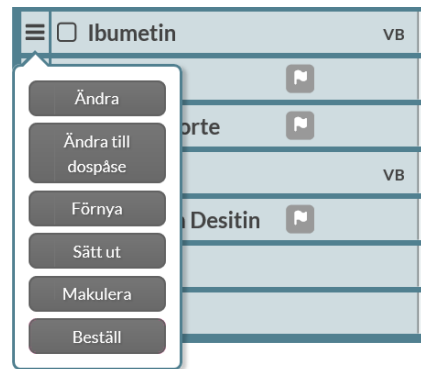 Ibumetin VB
Ändra
orte
Ändra till
dospåse
VB
Förnya
Desitin
Sätt ut
Makulera
Beställ